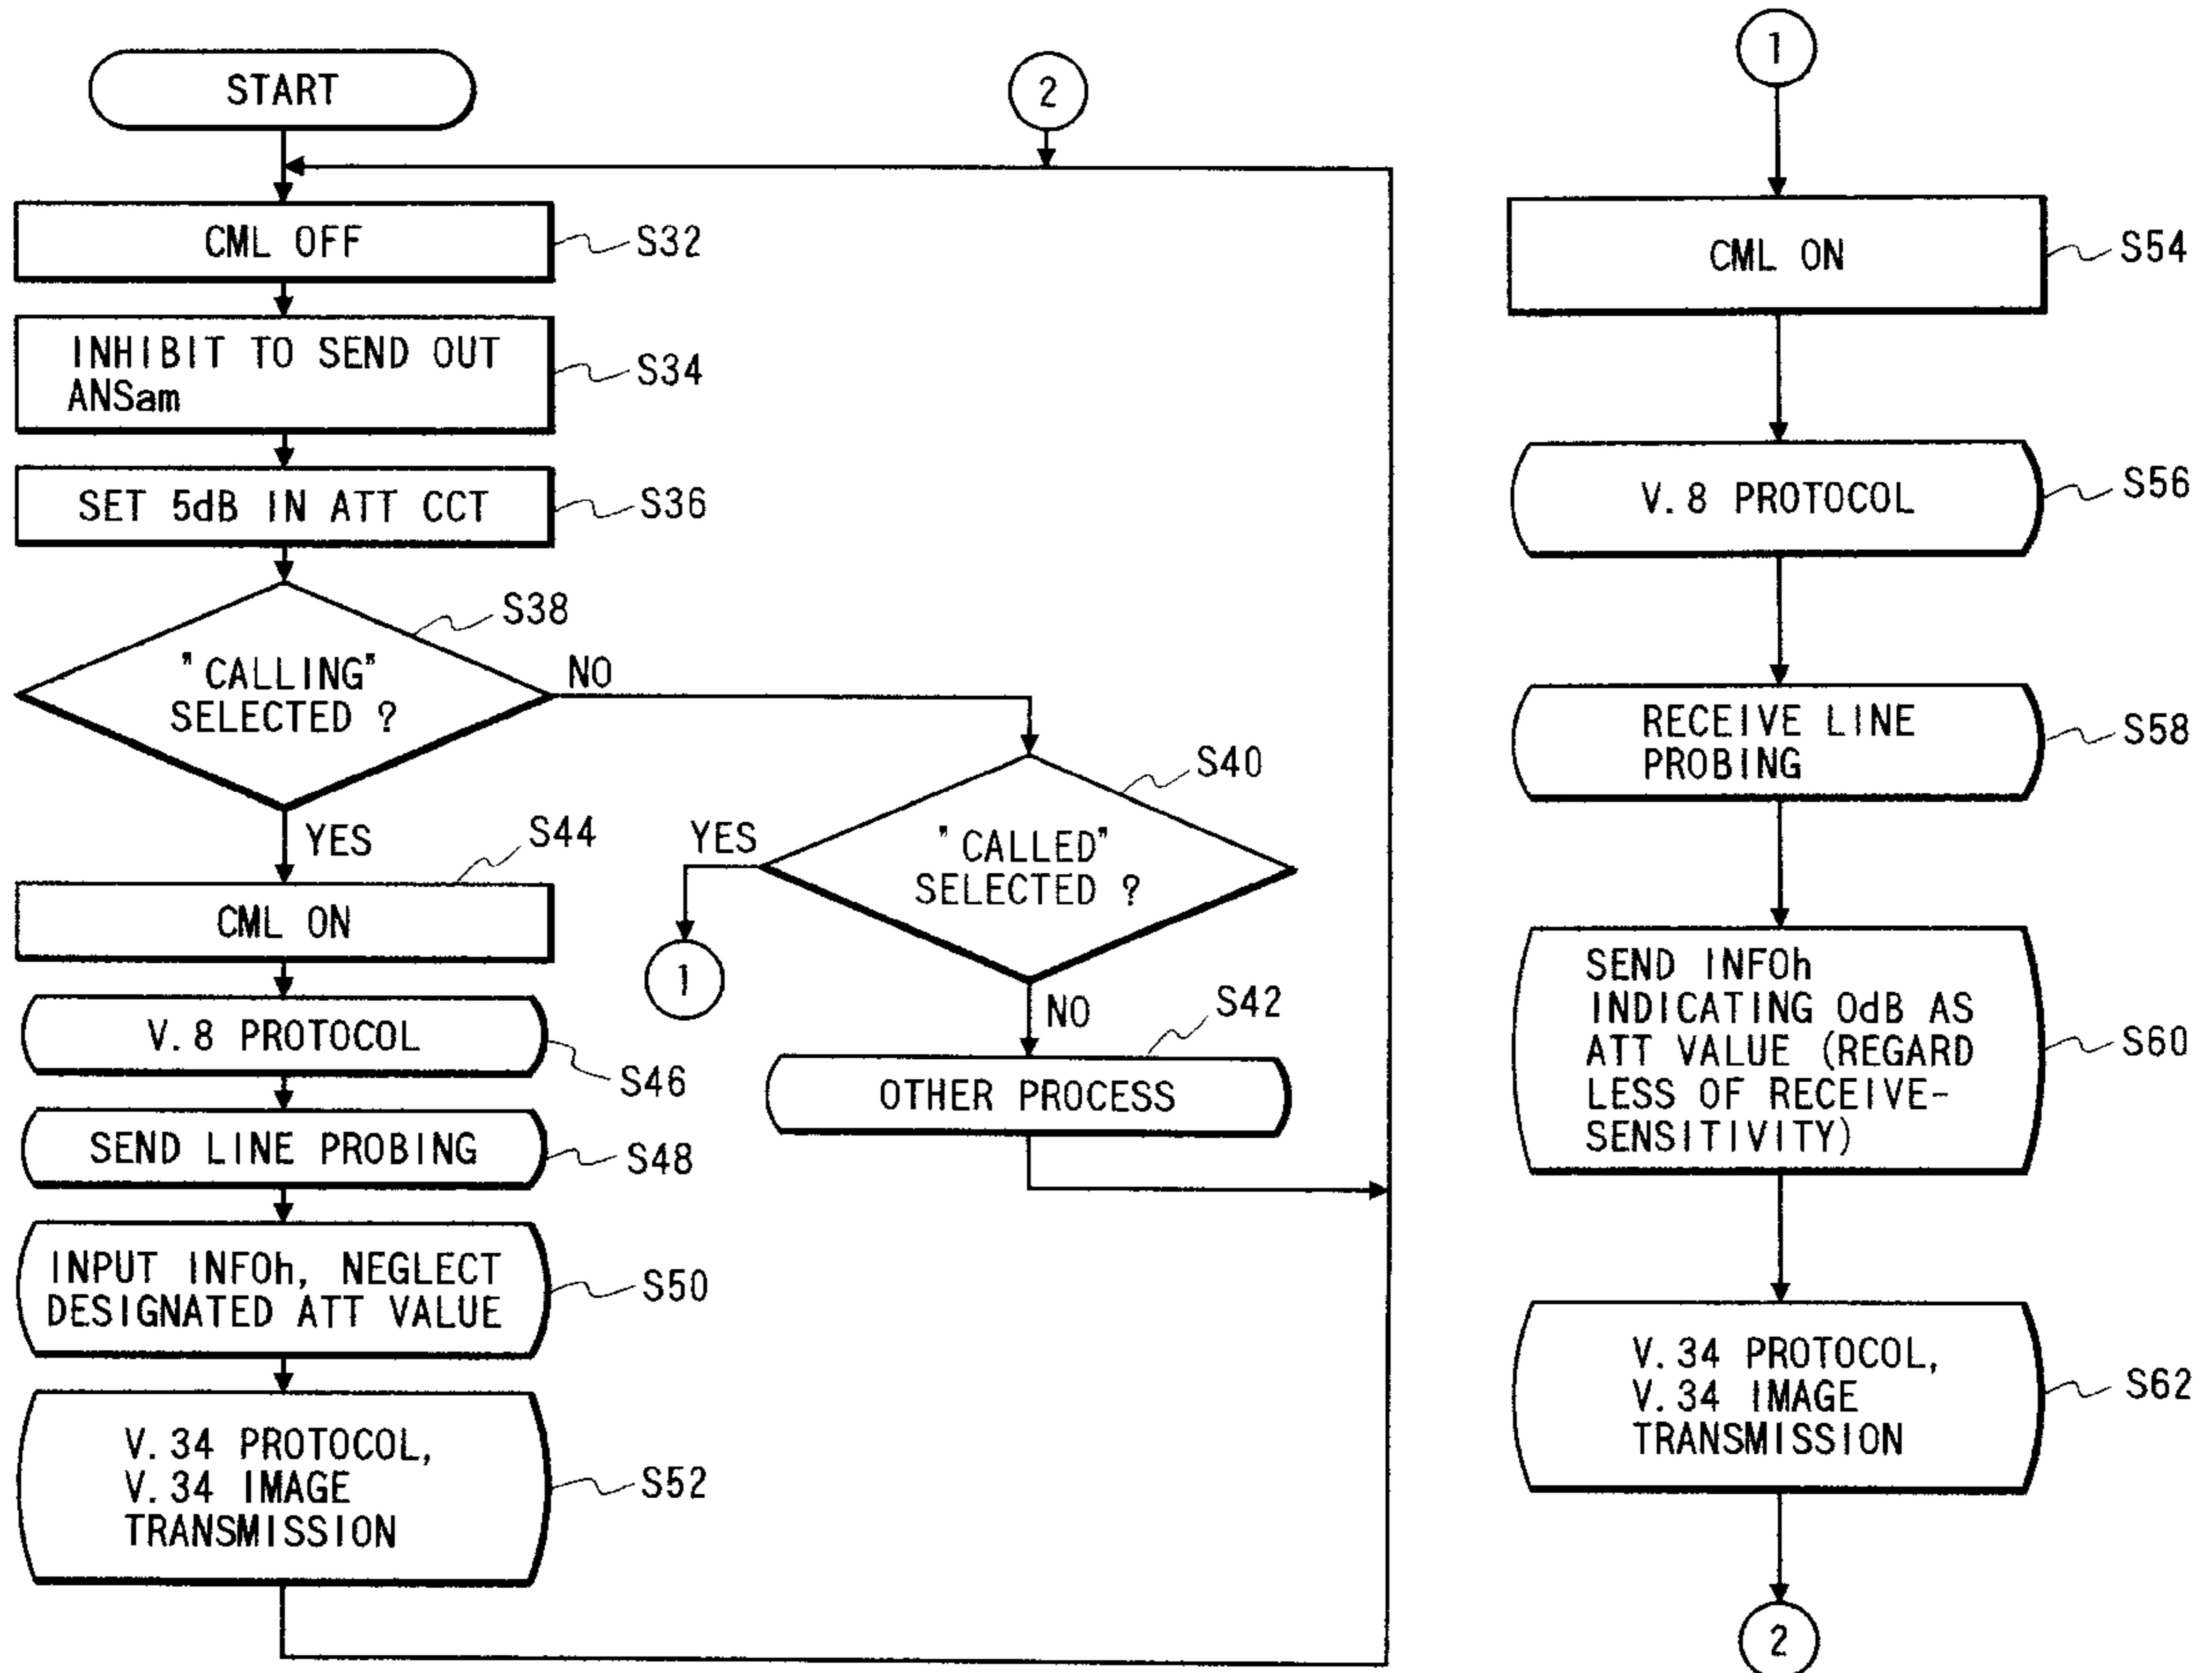 START
CML OFF
S32
INHIBIT TO SEND OUT
ANSam
S34
SET 5dB IN ATT CCT
S36
"CALLING"
SELECTED ?
S38
NO
YES
S44
CML ON
V.8 PROTOCOL
S46
SEND LINE PROBING
S48
INPUT INFOh, NEGLECT
DESIGNATED ATT VALUE
S50
V.34 PROTOCOL,
V.34 IMAGE
TRANSMISSION
S52
2
S40
"CALLED"
SELECTED ?
YES
1
NO
S42
OTHER PROCESS
1
CML ON
S54
V.8 PROTOCOL
S56
RECEIVE LINE
PROBING
S58
SEND INFOh
INDICATING 0dB AS
ATT VALUE (REGARD
LESS OF RECEIVE-
SENSITIVITY)
S60
V.34 PROTOCOL,
V.34 IMAGE
TRANSMISSION
S62
2